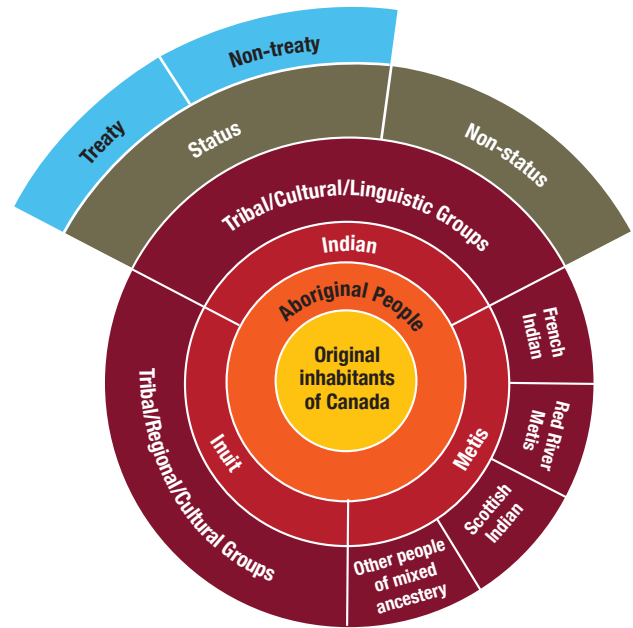 Non-treaty
Treaty
Status
Non-status
Tribal/Cultural/Linguistic Groups
Indian
Aboriginal People
Original
inhabitants
of Canada
French
Indian
Red River
Metis
Metis
Inuit
Tribal/Regional/Cultural Groups
Scottish
Indian
Other people
of mixed
ancestery